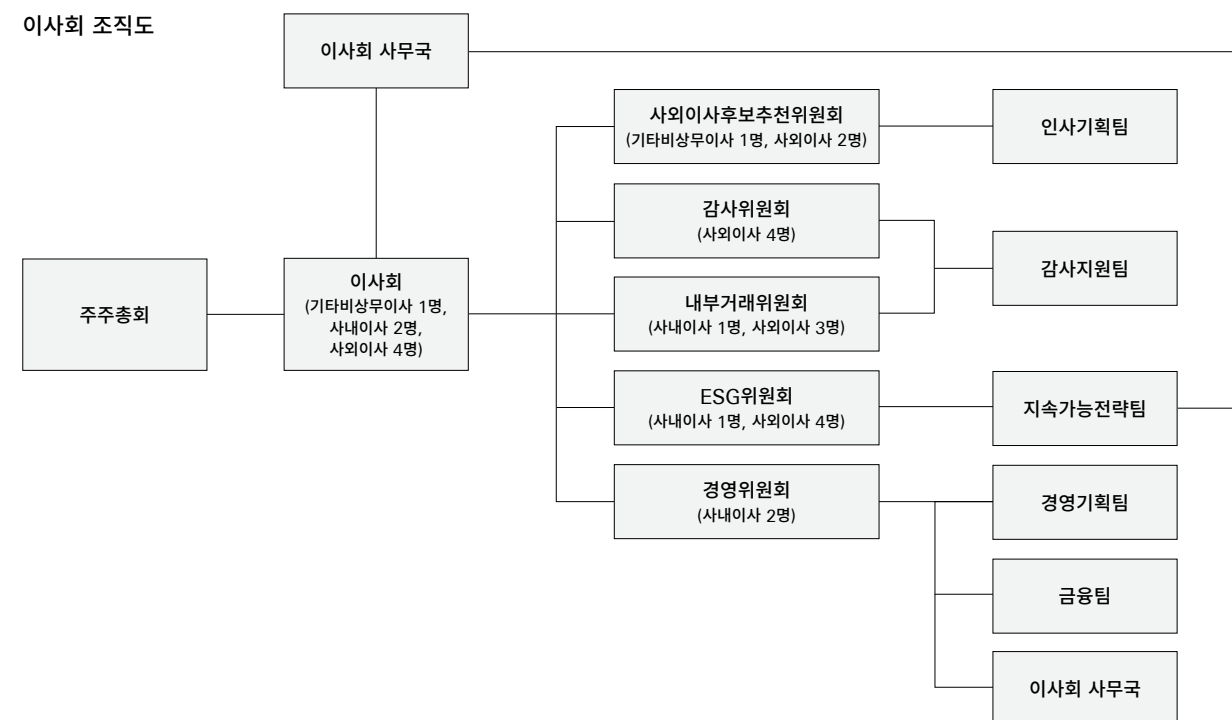 이사회 조직도
이사회 사무국
사외이사후보추천위원회
(기타비상무이사 1명, 사외이사 2명)
인사기획팀
감사위원회
(사외이사 4명)
감사지원팀
주주총회
이사회
(기타비상무이사 1명,
사내이사 2명,
사외이사 4명)
내부거래위원회
(사내이사 1명, 사외이사 3명)
ESG위원회
(사내이사 1명, 사외이사 4명)
지속가능전략팀
경영위원회
(사내이사 2명)
경영기획팀
금융팀
이사회 사무국